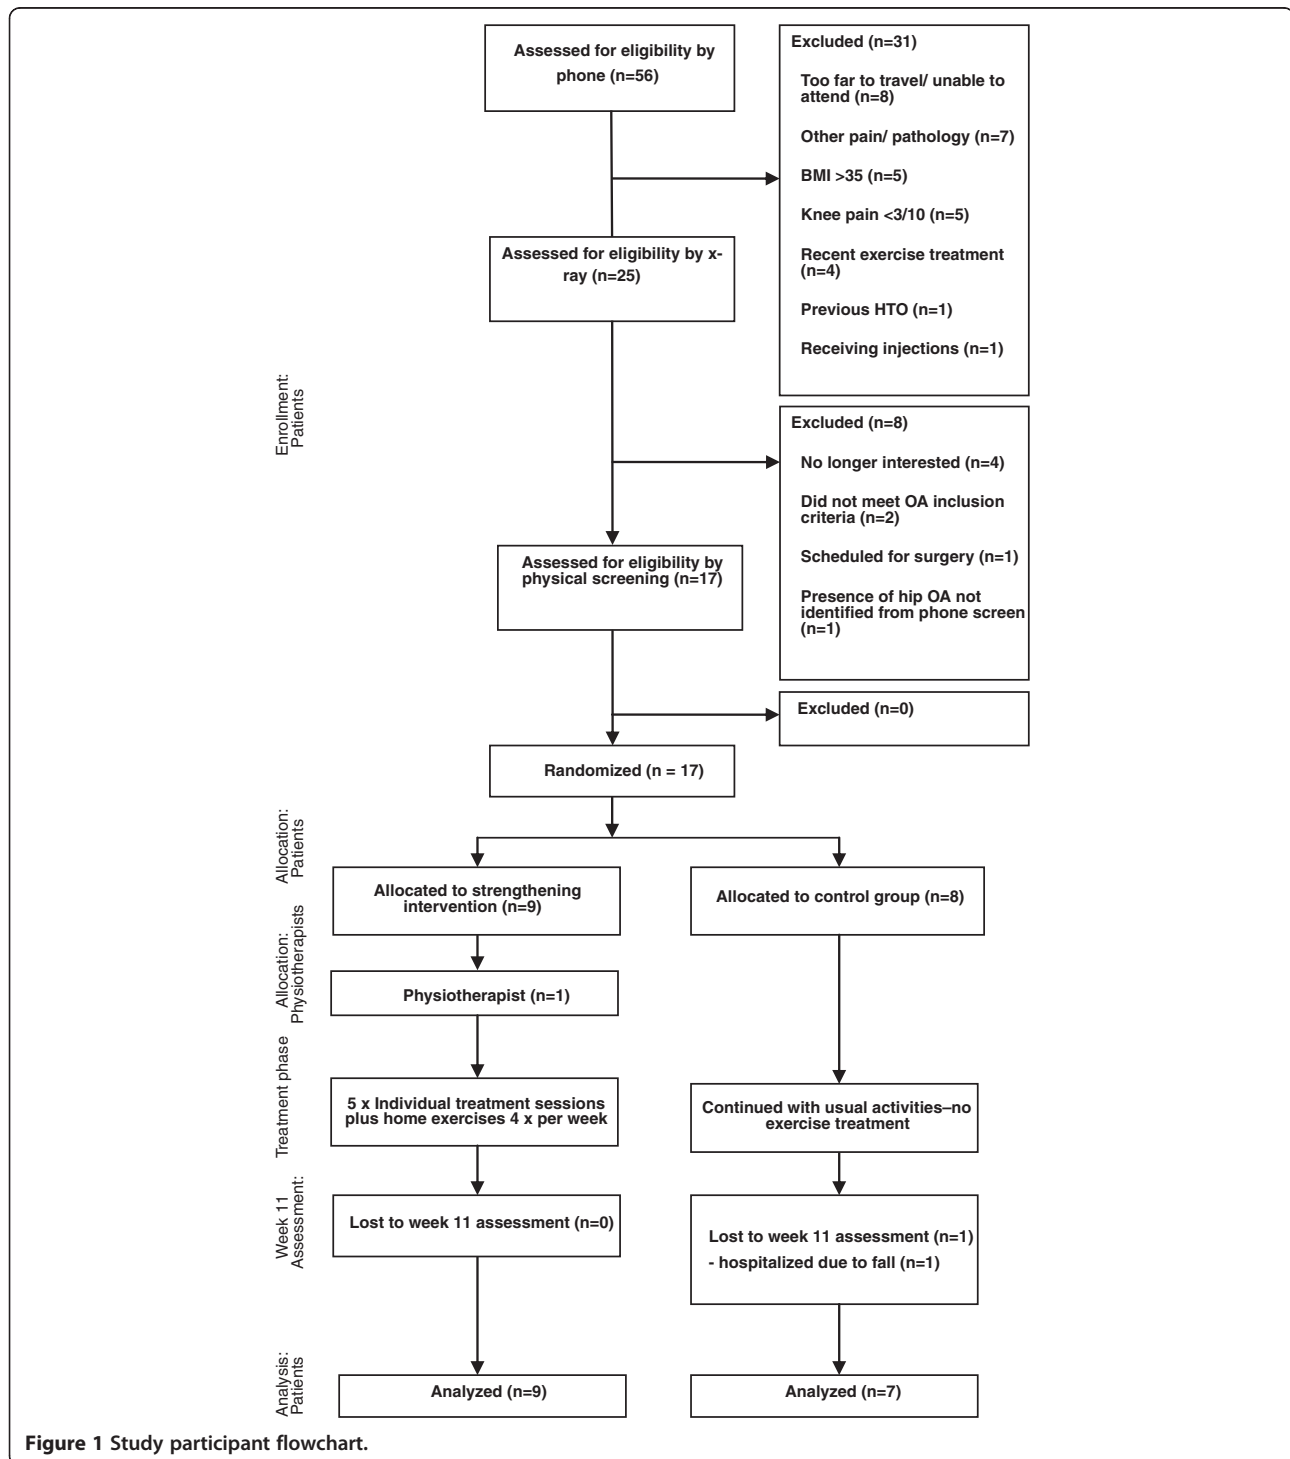 Assessed for eligibility by
phone (n=56)
Excluded (n=31)
Too far to travel/ unable to
attend (n=8)
Other pain/ pathology (n=7)
BMI >35 (n=5)
Knee pain <3/10 (n=5)
Recent exercise treatment
(n=4)
Previous HTO (n=1)
Receiving injections (n=1)
Assessed for eligibility by x-
ray (n=25)
Enrollment:
Patients
Excluded (n=8)
No longer interested (n=4)
Did not meet OA inclusion
criteria (n=2)
Scheduled for surgery (n=1)
Presence of hip OA not
identified from phone screen
(n=1)
Assessed for eligibility by
physical screening (n=17)
Excluded (n=0)
Randomized (n = 17)
Allocation:
Patients
Allocated to strengthening
intervention (n=9)
Allocated to control group (n=8)
Allocation:
Physiotherapists
Physiotherapist (n=1)
Treatment phase
5 x Individual treatment sessions
plus home exercises 4 x per week
Continued with usual activities–no
exercise treatment
Week 11
Assessment:
Lost to week 11 assessment (n=0)
Lost to week 11 assessment (n=1)
- hospitalized due to fall (n=1)
Analysis:
Patients
Analyzed (n=9)
Analyzed (n=7)
Figure 1 Study participant flowchart.